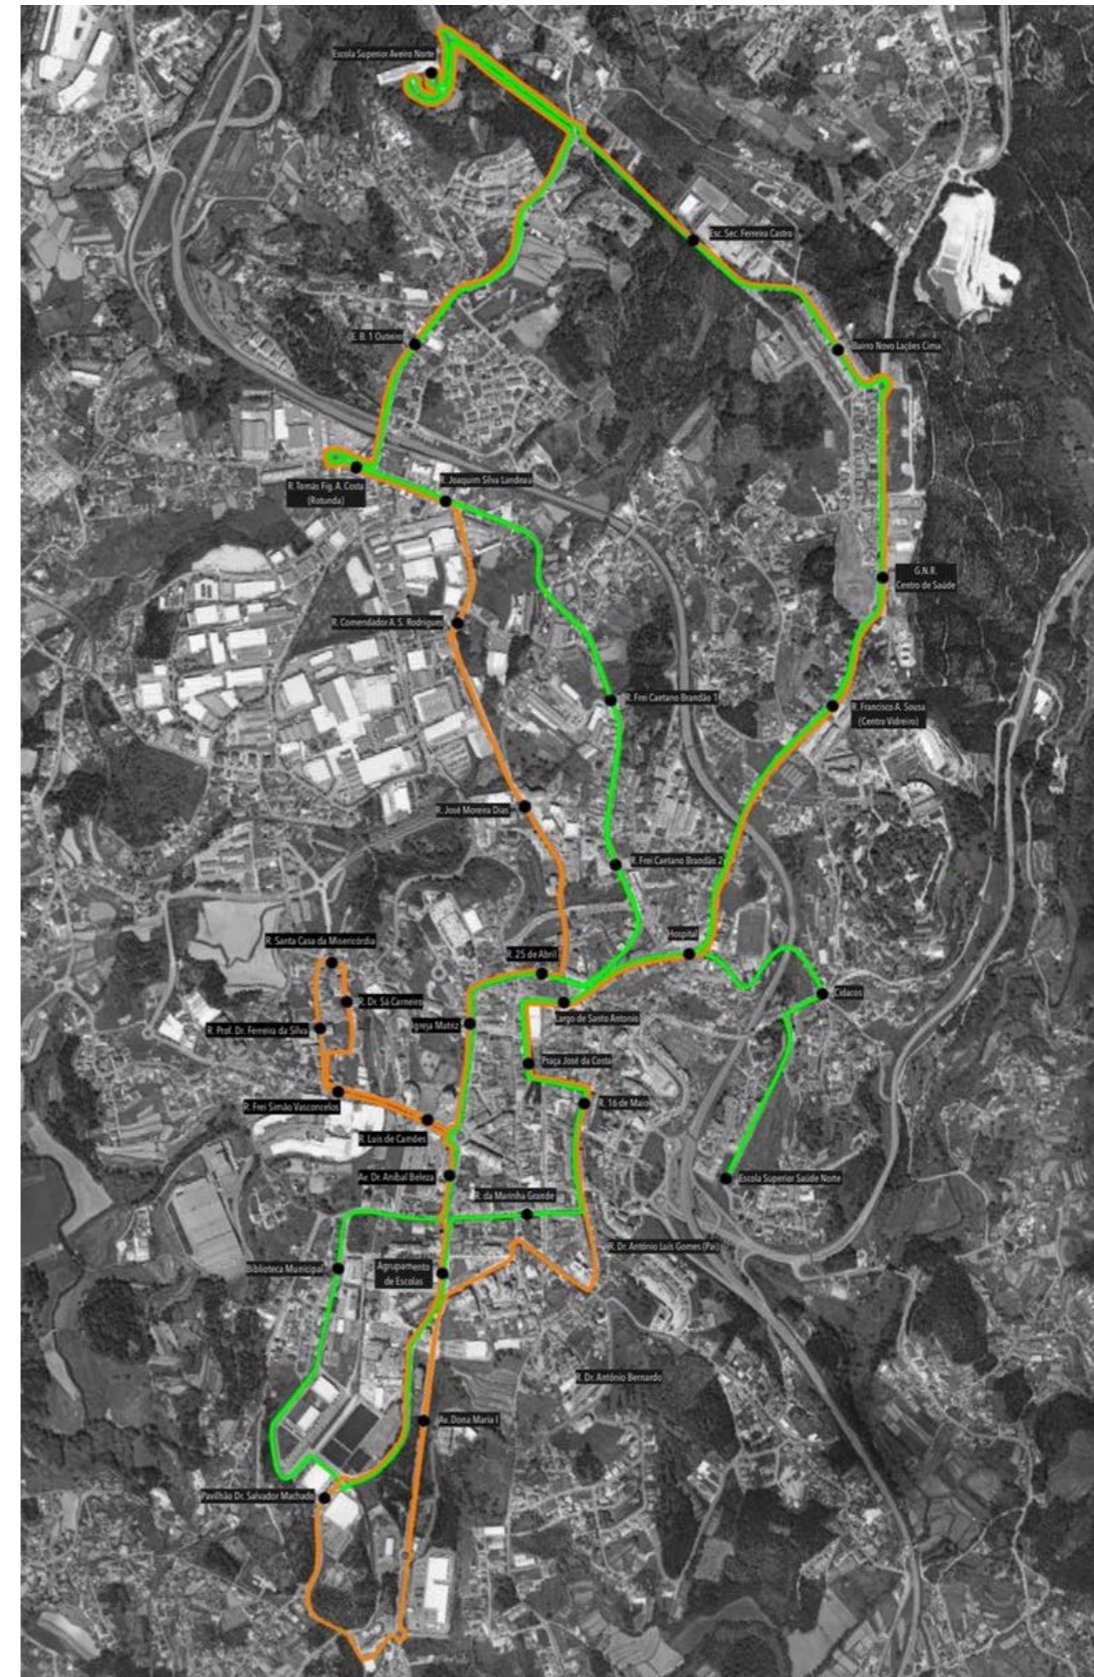 Escola Superior Aveiro Norte
Esc. Sec. Ferreira Castro
E. B. 1 Outeiro
Bairro Novo Lações Cima
R. Tomás Fig. A. Costa
(Rotunda)
R. Joaquim Silva Landeau
G.N.R.
Centro de Saúde
R. Comendador A. S. Rodrigues
R. Frei Caetano Brandão 1
R. Francisco A. Sousa
(Centro Vidreiro)
R. José Moreira Dias
R. Frei Caetano Brandão 2
Hospital
R. Santa Casa da Misericórdia
R. 25 de Abril
R. Dr. Sá Carneiro
Cidacos
R. Prof. Dr. Ferreira da Silva
Igreja Matriz
Largo de Santo Antonio
Praça José da Costa
R. Frei Simão Vasconcelos
R. 16 de Maio
R. Luis de Camões
Av. Dr. Aníbal Beleza
Escola Superior Saúde Norte
R. da Marinha Grande
R. Dr. António Luis Gomes (Pai)
Biblioteca Municipal
Agrupamento
de Escolas
R. Dr. António Bernardo
Av. Dona Maria I
Pavilhão Dr. Salvador Machado